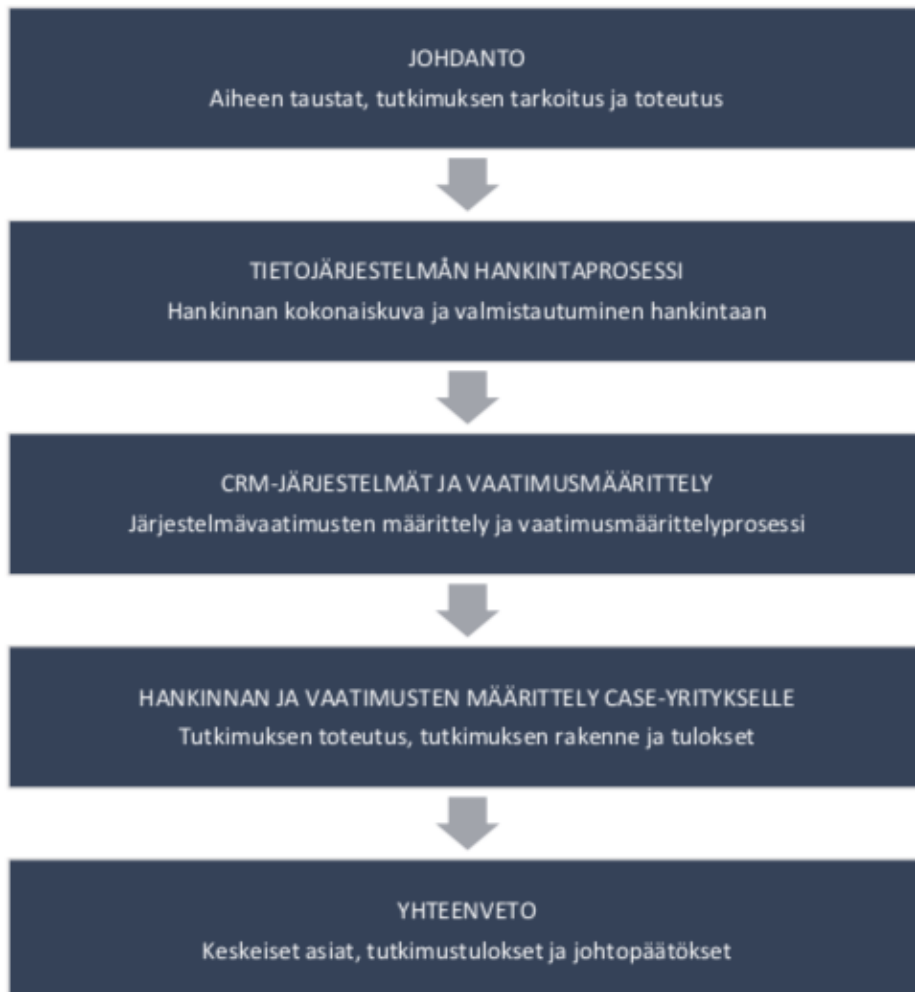 JOHDANTO
Aiheen taustat, tutkimuksen tarkoitus ja toteutus
TIETOJÄRJESTELMÄN HANKINTAPROSESSI
Hankinnan kokonaiskuva ja valmistautuminen hankintaan
CRM-JÄRJESTELMÄT JA VAATIMUSMÄÄRITTELY
Järjestelmävaatimusten määrittely ja vaatimusmäärittelyprosessi
HANKINNAN JA VAATIMUSTEN MÄÄRITTELY CASE-YRITYKSELLE
Tutkimuksen toteutus, tutkimuksen rakenne ja tulokset
YHTEENVETO
Keskeiset asiat, tutkimustulokset ja johtopäätökset